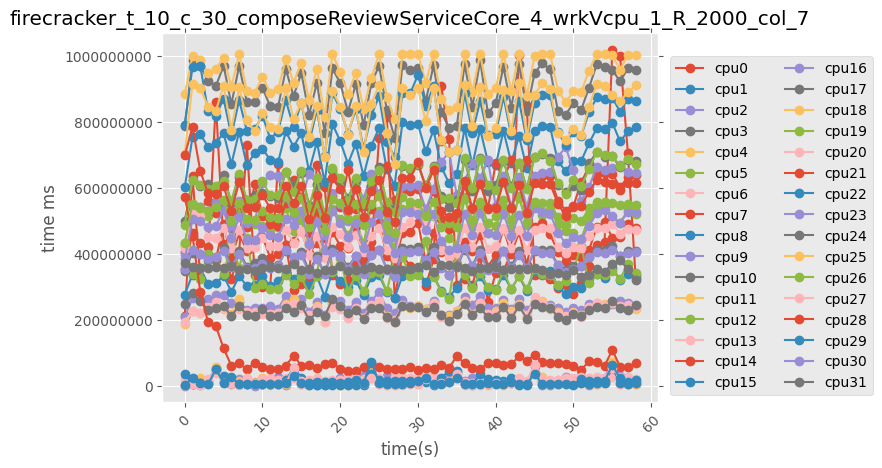 firecracker_t_10_c_30_composeReviewServiceCore_4_wrkVcpu_1_R_2000_col_7
time ms
1000000000
800000000
600000000
400000000
200000000
0
0
10
20
30
40
50
60
time(s)
cpu0
cpu1
cpu2
cpu3
cpu4
cpu5
cpu6
cpu7
cpu8
cpu9
cpu10
cpu11
cpu12
cpu13
cpu14
cpu15
cpu16
cpu17
cpu18
cpu19
cpu20
cpu21
cpu22
cpu23
cpu24
cpu25
cpu26
cpu27
cpu28
cpu29
cpu30
cpu31